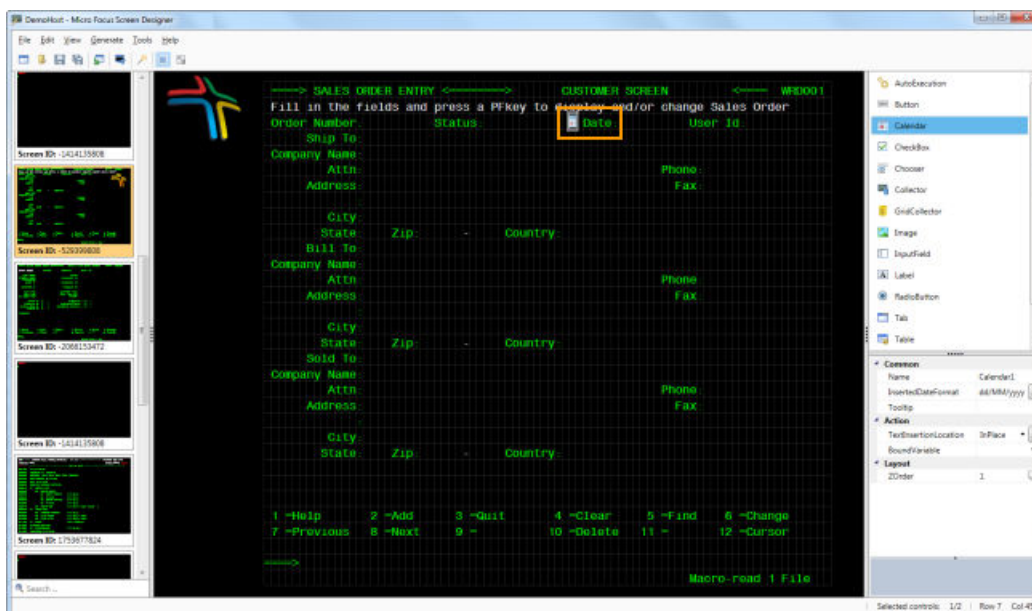 DemoHost - Micro Focus Screen Designer
File Edit View Generate Tools Help
Screen ID: -1414135808
Screen ID: -529399808
Screen ID: -2066153472
Screen ID: -1414135808
Screen ID: 1753677824
Search ...
----> SALES ORDER ENTRY <--------> CUSTOMER SCREEN <---- WRD001
Fill in the fields and press a PFkey to display and/or change Sales Order
Order Number: Status: Date: User Id:
Ship To:
Company Name:
Attn: Phone:
Address: Fax:
:
City:
State: Zip: - Country:
Bill To:
Company Name:
Attn: Phone:
Address: Fax:
:
City:
State: Zip: - Country:
Sold To:
Company Name:
Attn: Phone:
Address: Fax:
:
City:
State: Zip: - Country:
1 =Help 2 =Add 3 =Quit 4 =Clear 5 =Find 6 =Change
7 =Previous 8 =Next 9 = 10 =Delete 11 = 12 =Cursor
====>
Macro-read 1 File
AutoExecution
Button
Calendar
CheckBox
Chooser
Collector
GridCollector
Image
InputField
Label
RadioButton
Tab
Table
Common
Name Calendar1
InsertedDateFormat dd/MM/yyyy
Tooltip
Action
TextInsertionLocation InPlace
BoundVariable
Layout
ZOrder 1
Selected controls: 1/2 Row 7